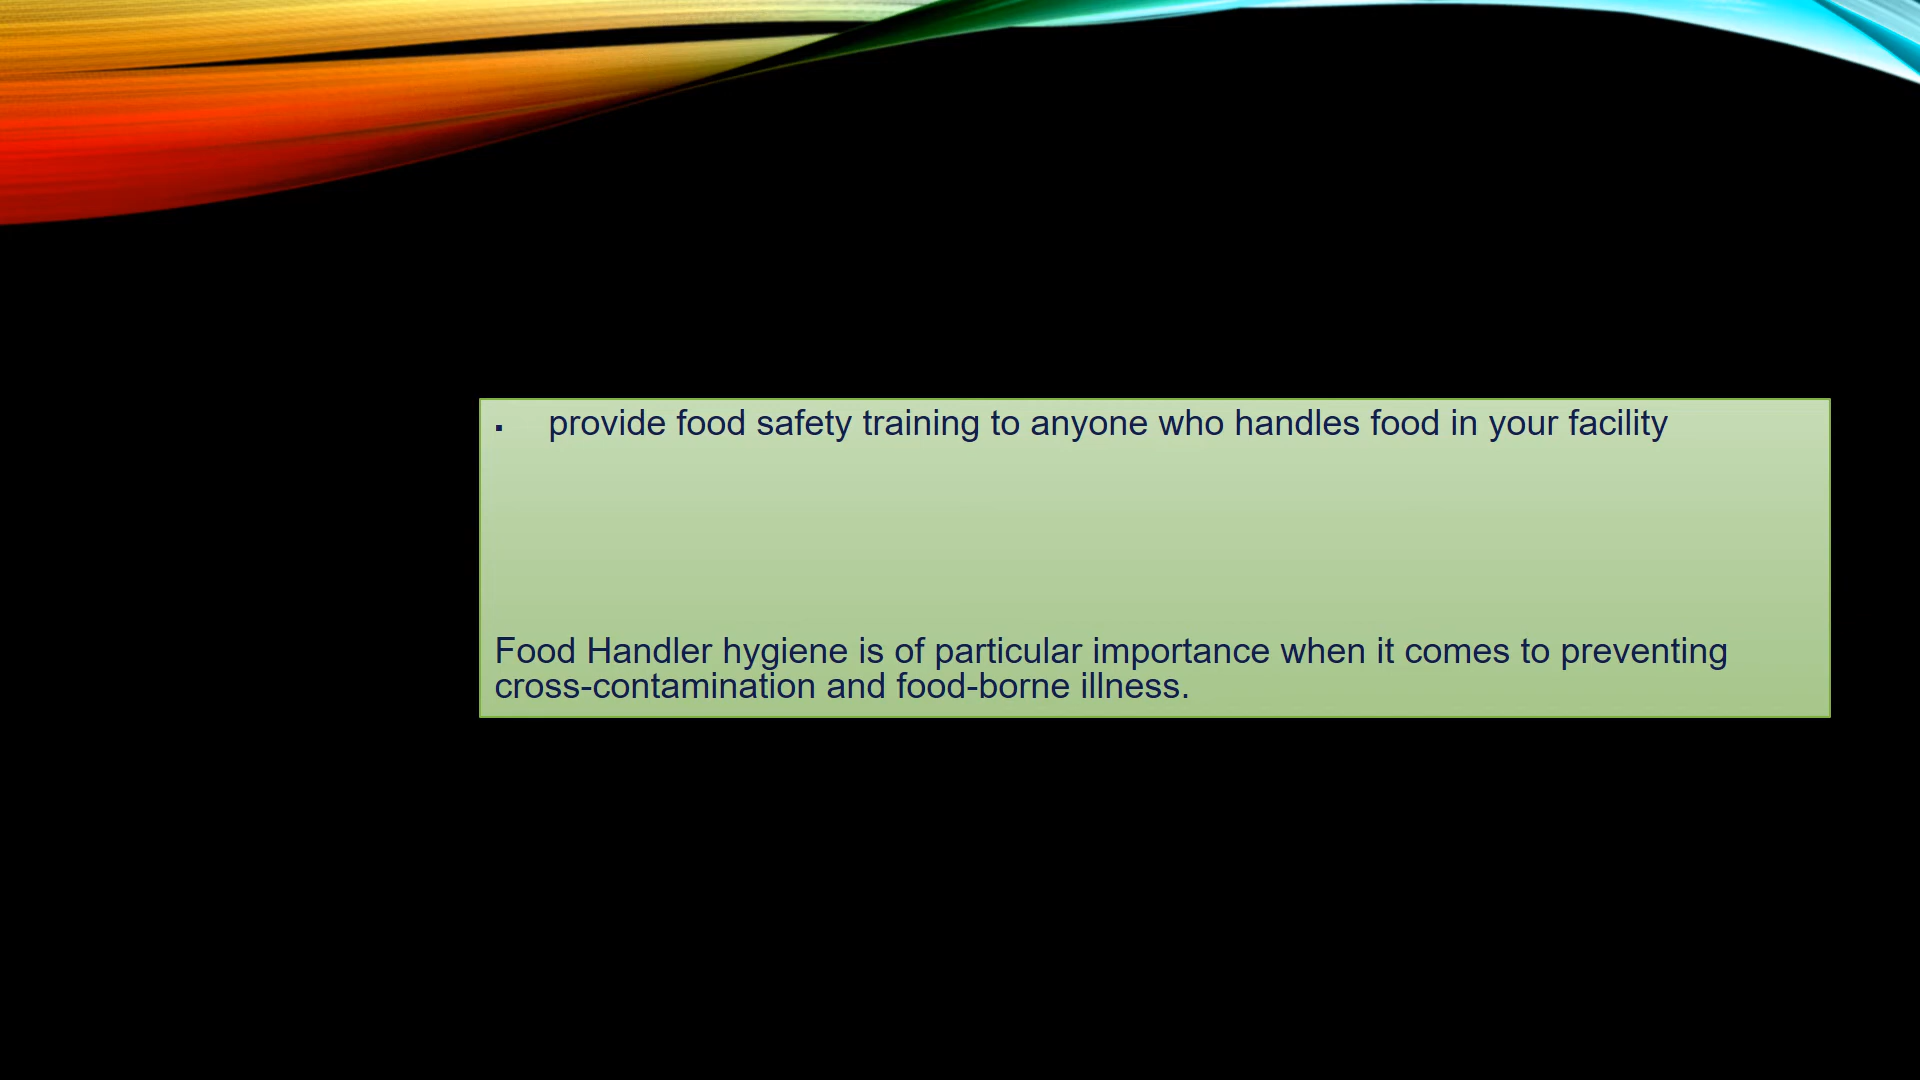 ▪ provide food safety training to anyone who handles food in your facility
Food Handler hygiene is of particular importance when it comes to preventing
cross-contamination and food-borne illness.